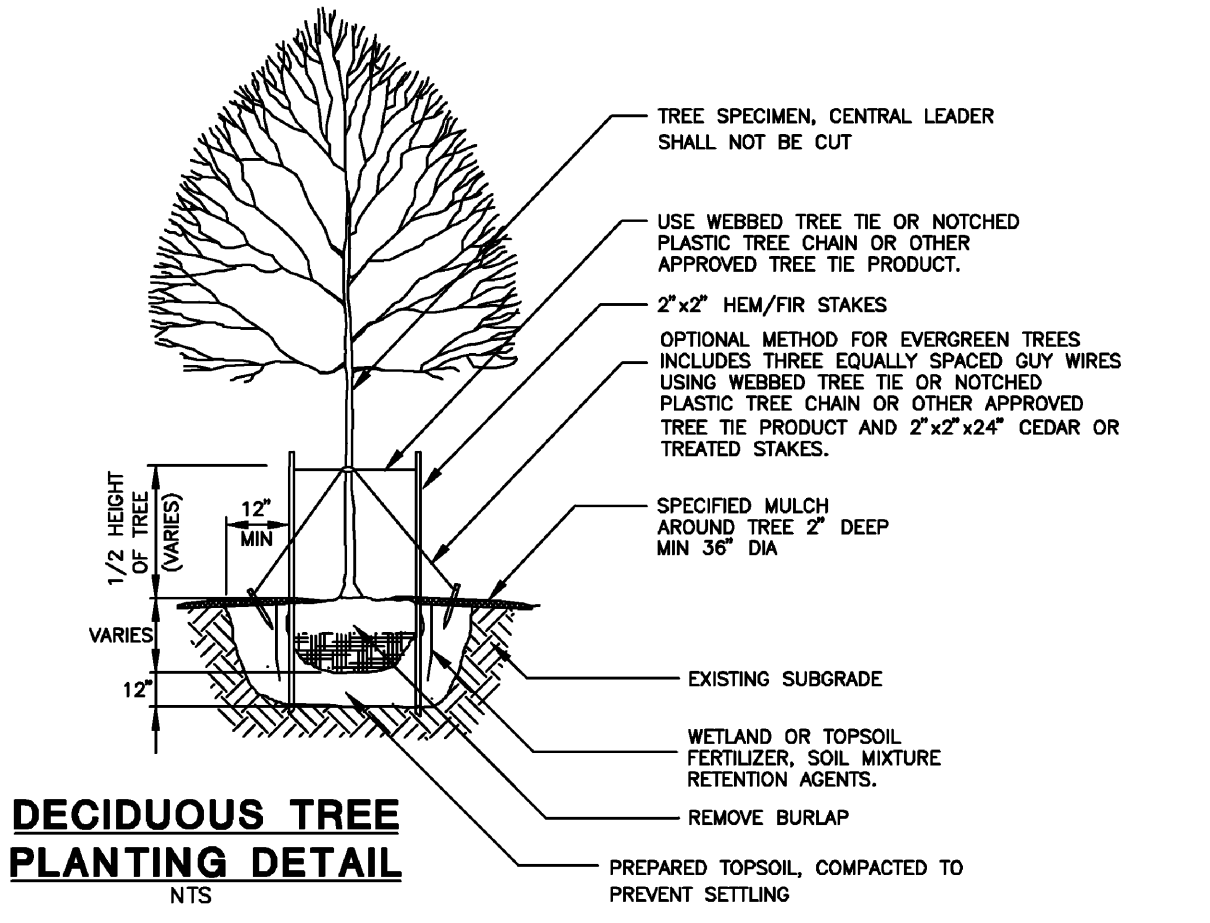 TREE SPECIMEN, CENTRAL LEADER
SHALL NOT BE CUT
USE WEBBED TREE TIE OR NOTCHED
PLASTIC TREE CHAIN OR OTHER
APPROVED TREE TIE PRODUCT.
2"x2" HEM/FIR STAKES
OPTIONAL METHOD FOR EVERGREEN TREES
INCLUDES THREE EQUALLY SPACED GUY WIRES
USING WEBBED TREE TIE OR NOTCHED
PLASTIC TREE CHAIN OR OTHER APPROVED
TREE TIE PRODUCT AND 2"x2"x24" CEDAR OR
TREATED STAKES.
1/2 HEIGHT
OF TREE
(VARIES)
12"
MIN
SPECIFIED MULCH
AROUND TREE 2" DEEP
MIN 36" DIA
VARIES
12"
EXISTING SUBGRADE
WETLAND OR TOPSOIL
FERTILIZER, SOIL MIXTURE
RETENTION AGENTS.
REMOVE BURLAP
PREPARED TOPSOIL, COMPACTED TO
PREVENT SETTLING
DECIDUOUS TREE
PLANTING DETAIL
NTS